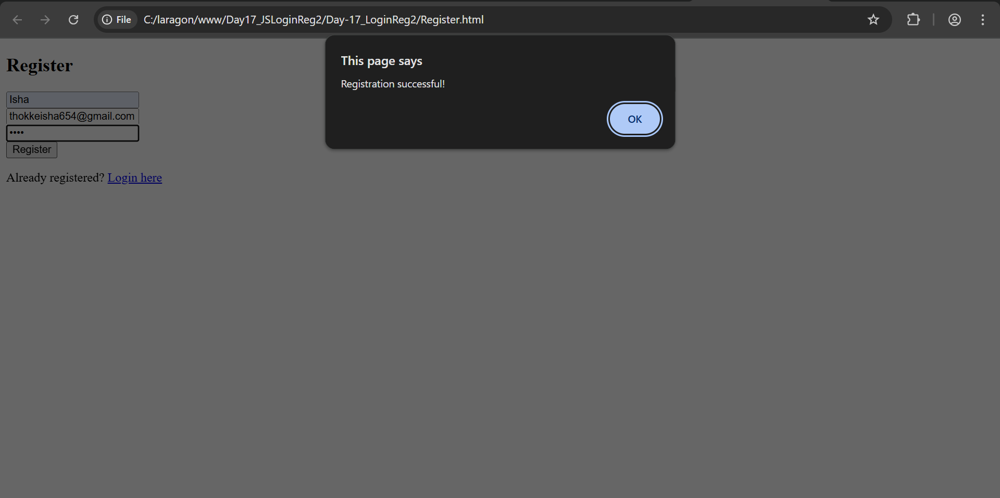 File C:/laragon/www/Day17_JSLoginReg2/Day-17_LoginReg2/Register.html
This page says
Registration successful!
OK
Register
Isha
thokkeisha654@gmail.com
••••
Register
Already registered? Login here